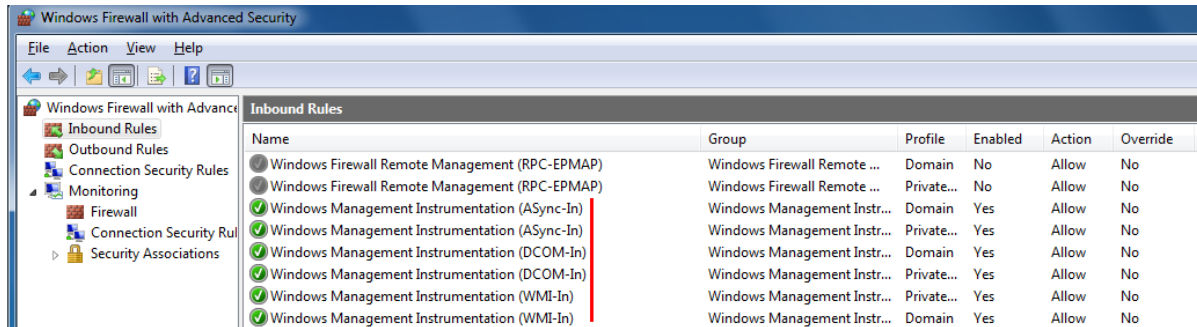 Windows Firewall with Advanced Security
File Action View Help
Windows Firewall with Advance
Inbound Rules
Outbound Rules
Connection Security Rules
Monitoring
Firewall
Connection Security Rul
Security Associations
Inbound Rules
Name Group Profile Enabled Action Override
Windows Firewall Remote Management (RPC-EPMAP) Windows Firewall Remote ... Domain No Allow No
Windows Firewall Remote Management (RPC-EPMAP) Windows Firewall Remote ... Private... No Allow No
Windows Management Instrumentation (ASync-In) Windows Management Instr... Domain Yes Allow No
Windows Management Instrumentation (ASync-In) Windows Management Instr... Private... Yes Allow No
Windows Management Instrumentation (DCOM-In) Windows Management Instr... Domain Yes Allow No
Windows Management Instrumentation (DCOM-In) Windows Management Instr... Private... Yes Allow No
Windows Management Instrumentation (WMI-In) Windows Management Instr... Private... Yes Allow No
Windows Management Instrumentation (WMI-In) Windows Management Instr... Domain Yes Allow No